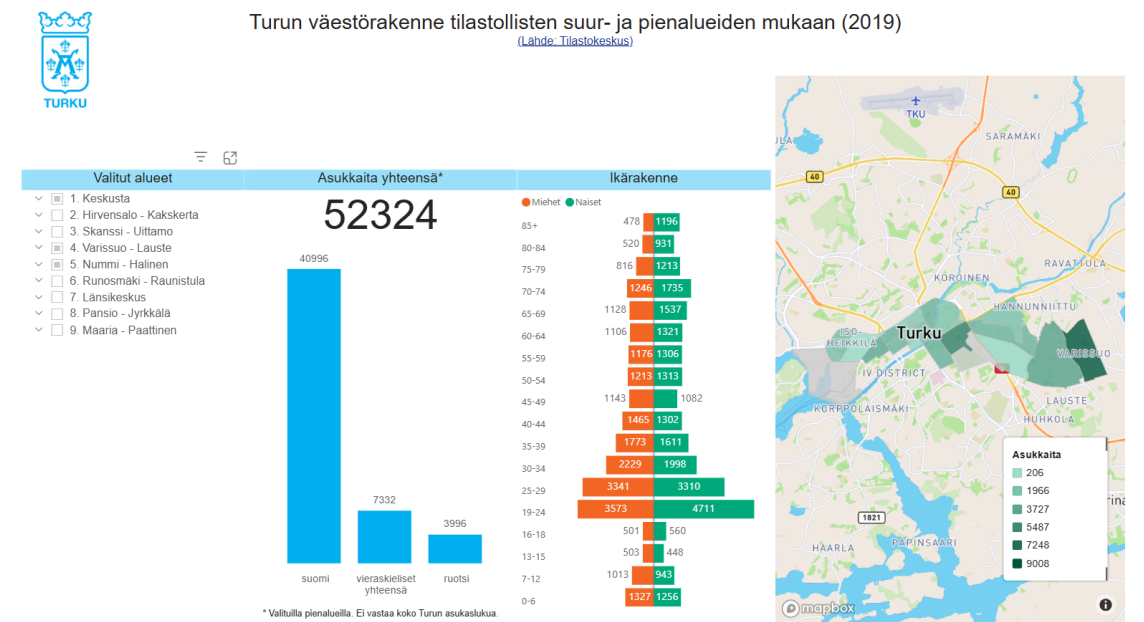 Turun väestörakenne tilastollisten suur- ja pienalueiden mukaan (2019)
(Lähde: Tilastokeskus)
TURKU
Valitut alueet
1. Keskusta
2. Hirvensalo - Kakskerta
3. Skanssi - Uittamo
4. Varissuo - Lauste
5. Nummi - Halinen
6. Runosmäki - Raunistula
7. Länsikeskus
8. Pansio - Jyrkkälä
9. Maaria - Paattinen
Asukkaita yhteensä*
52324
40996
7332
3996
suomi
vieraskieliset
yhteensä
ruotsi
* Valituilla pienalueilla. Ei vastaa koko Turun asukaslukua.
Ikärakenne
Miehet Naiset
85+ 478 1196
80-84 520 931
75-79 816 1213
70-74 1246 1735
65-69 1128 1537
60-64 1106 1321
55-59 1176 1306
50-54 1213 1313
45-49 1143 1082
40-44 1465 1302
35-39 1773 1611
30-34 2229 1998
25-29 3341 3310
19-24 3573 4711
16-18 501 560
13-15 503 448
7-12 1013 943
0-6 1327 1256
TKU
SARAMÄKI
40
40
RAVATTULA
KOROINEN
HANNUNNIITTU
ISO-
HEIKKILÄ
Turku
VARISSUO
IV DISTRICT
LAUSTE
KORPPOLAISMÄKI
HUHKOLA
1821
HAARLA
PAPINSAARI
Asukkaita
206
1966
3727
5487
7248
9008
mapbox